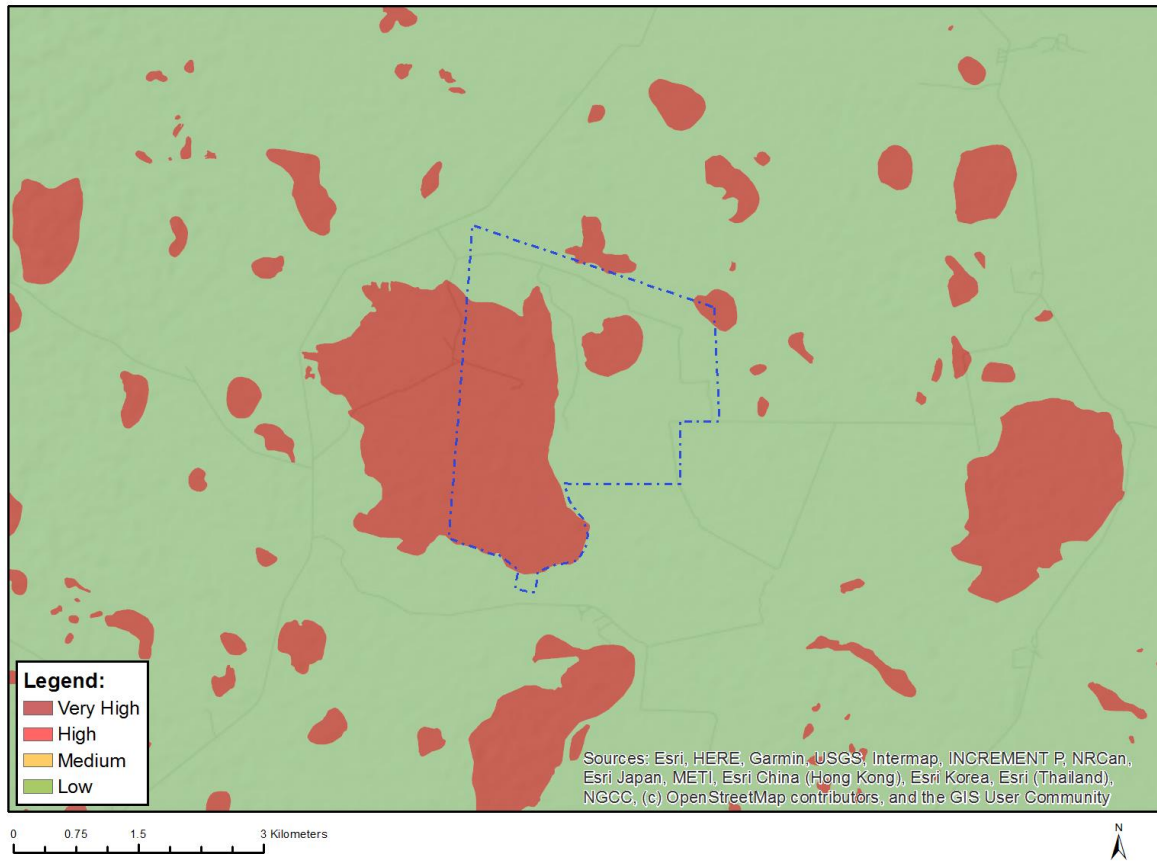 Legend:
Very High
High
Medium
Low
Sources: Esri, HERE, Garmin, USGS, Intermap, INCREMENT P, NRCan,
Esri Japan, METI, Esri China (Hong Kong), Esri Korea, Esri (Thailand),
NGCC, (c) OpenStreetMap contributors, and the GIS User Community
0 0.75 1.5 3 Kilometers
N